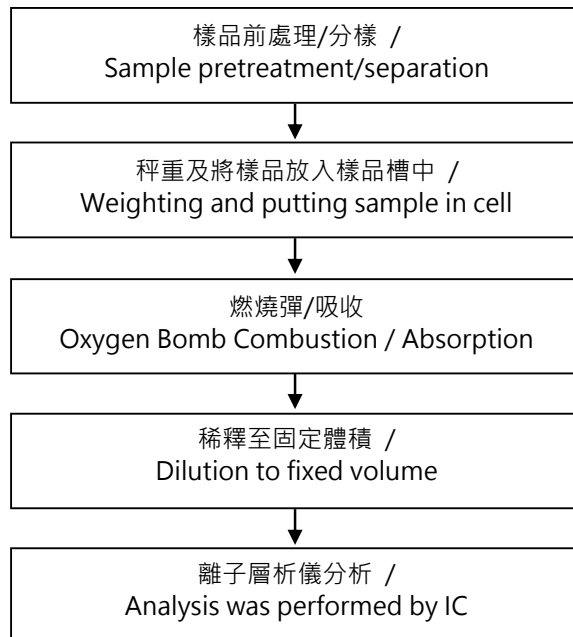 樣品前處理/分樣 /
Sample pretreatment/separation
秤重及將樣品放入樣品槽中 /
Weighting and putting sample in cell
燃燒彈/吸收
Oxygen Bomb Combustion / Absorption
稀釋至固定體積 /
Dilution to fixed volume
離子層析儀分析 /
Analysis was performed by IC